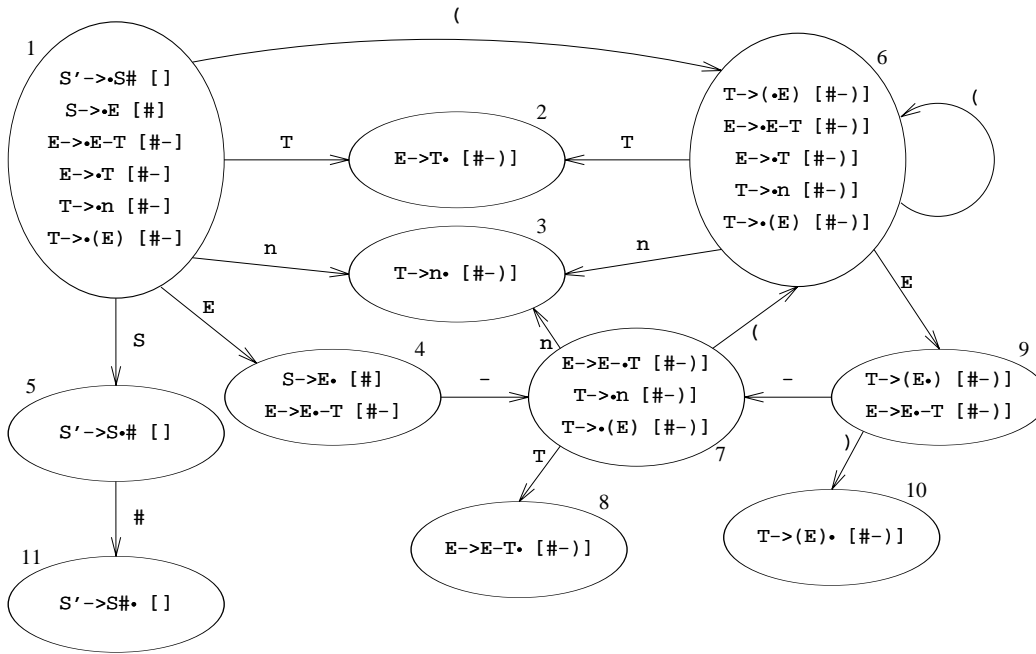 (
1
S'->•S# []
S->•E [#]
E->•E-T [#-]
E->•T [#-]
T->•n [#-]
T->•(E) [#-]
6
T->(•E) [#-)]
E->•E-T [#-)]
E->•T [#-)]
T->•n [#-)]
T->•(E) [#-)]
(
2
T
E->T• [#-)]
T
3
n
T->n• [#-)]
n
E
S
E
n
(
4
S->E• [#]
E->E•-T [#-]
-
E->E-•T [#-)]
T->•n [#-)]
T->•(E) [#-)]
7
-
9
T->(E•) [#-)]
E->E•-T [#-)]
5
S'->S•# []
T
)
8
E->E-T• [#-)]
10
T->(E)• [#-)]
#
11
S'->S#• []